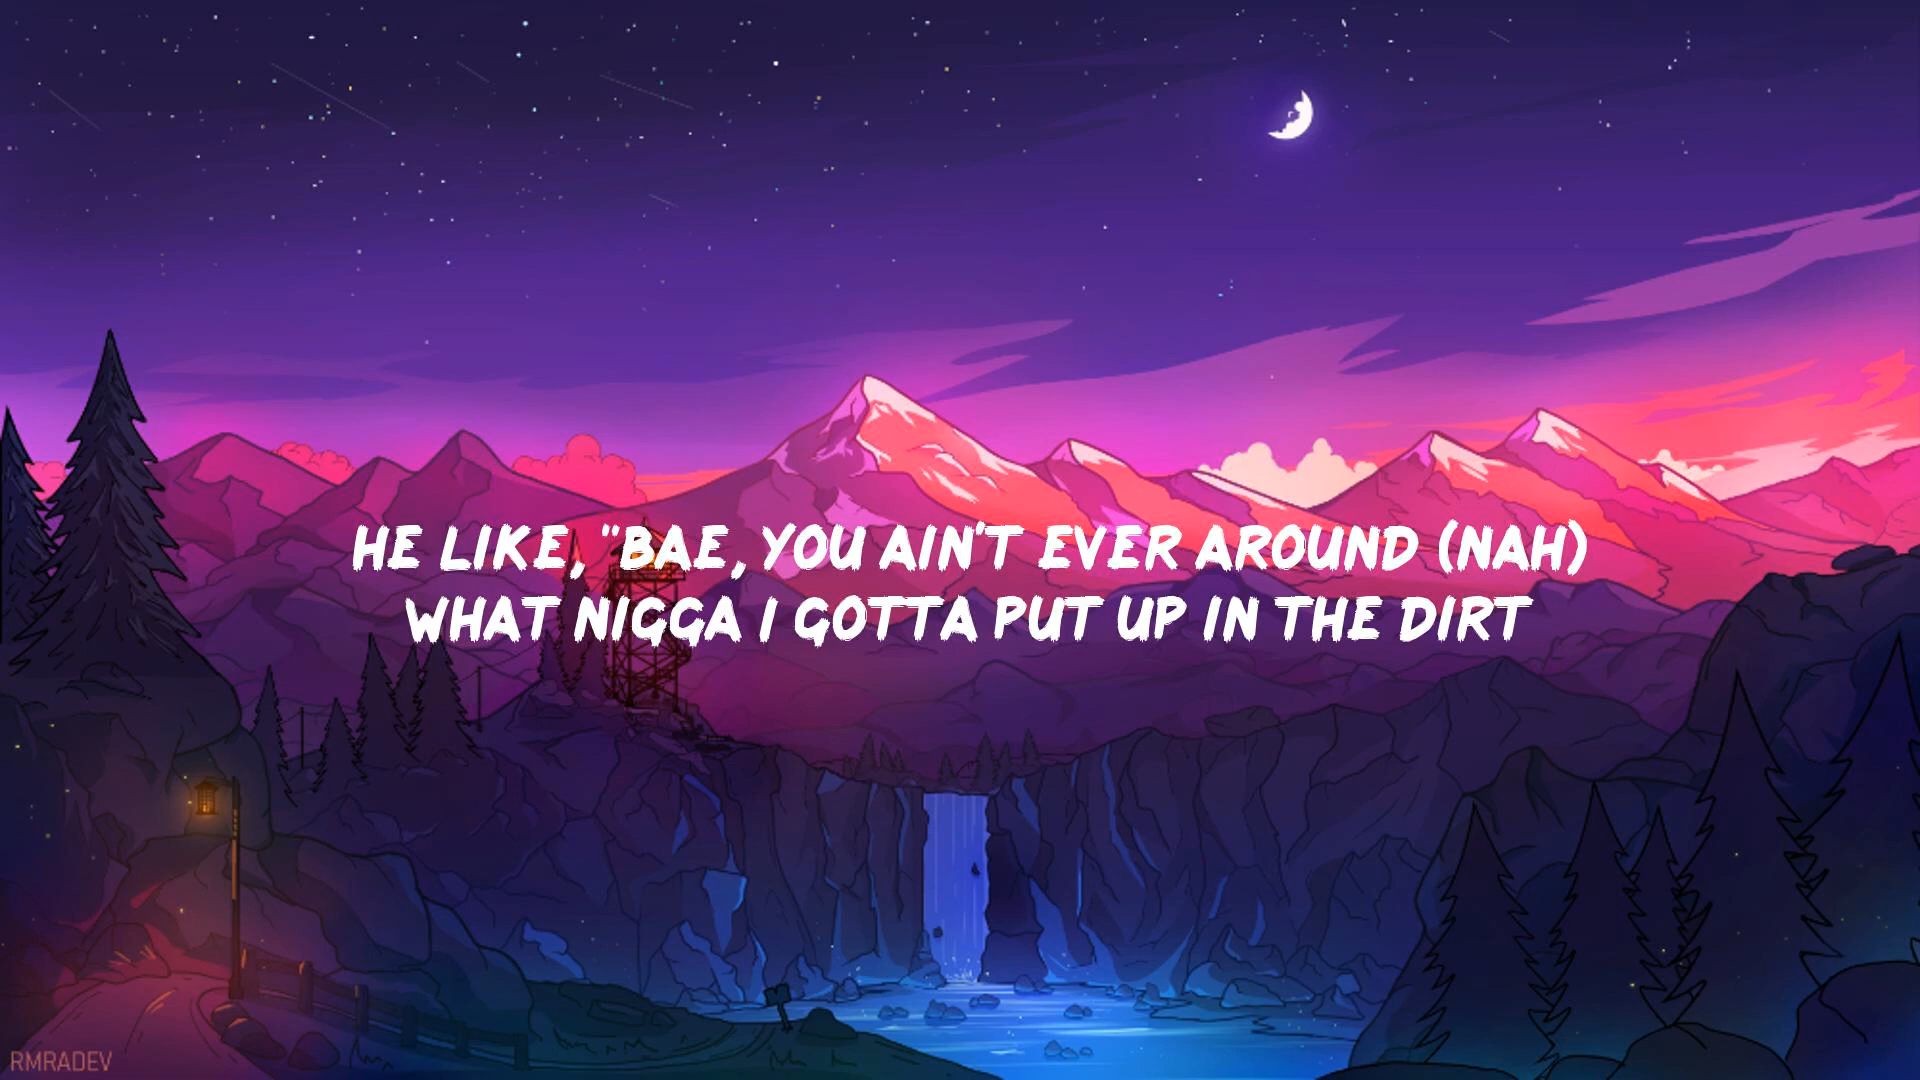 HE LIKE, "BAE, YOU AIN'T EVER AROUND (NAH)
WHAT NIGGA I GOTTA PUT UP IN THE DIRT
RMRADEV